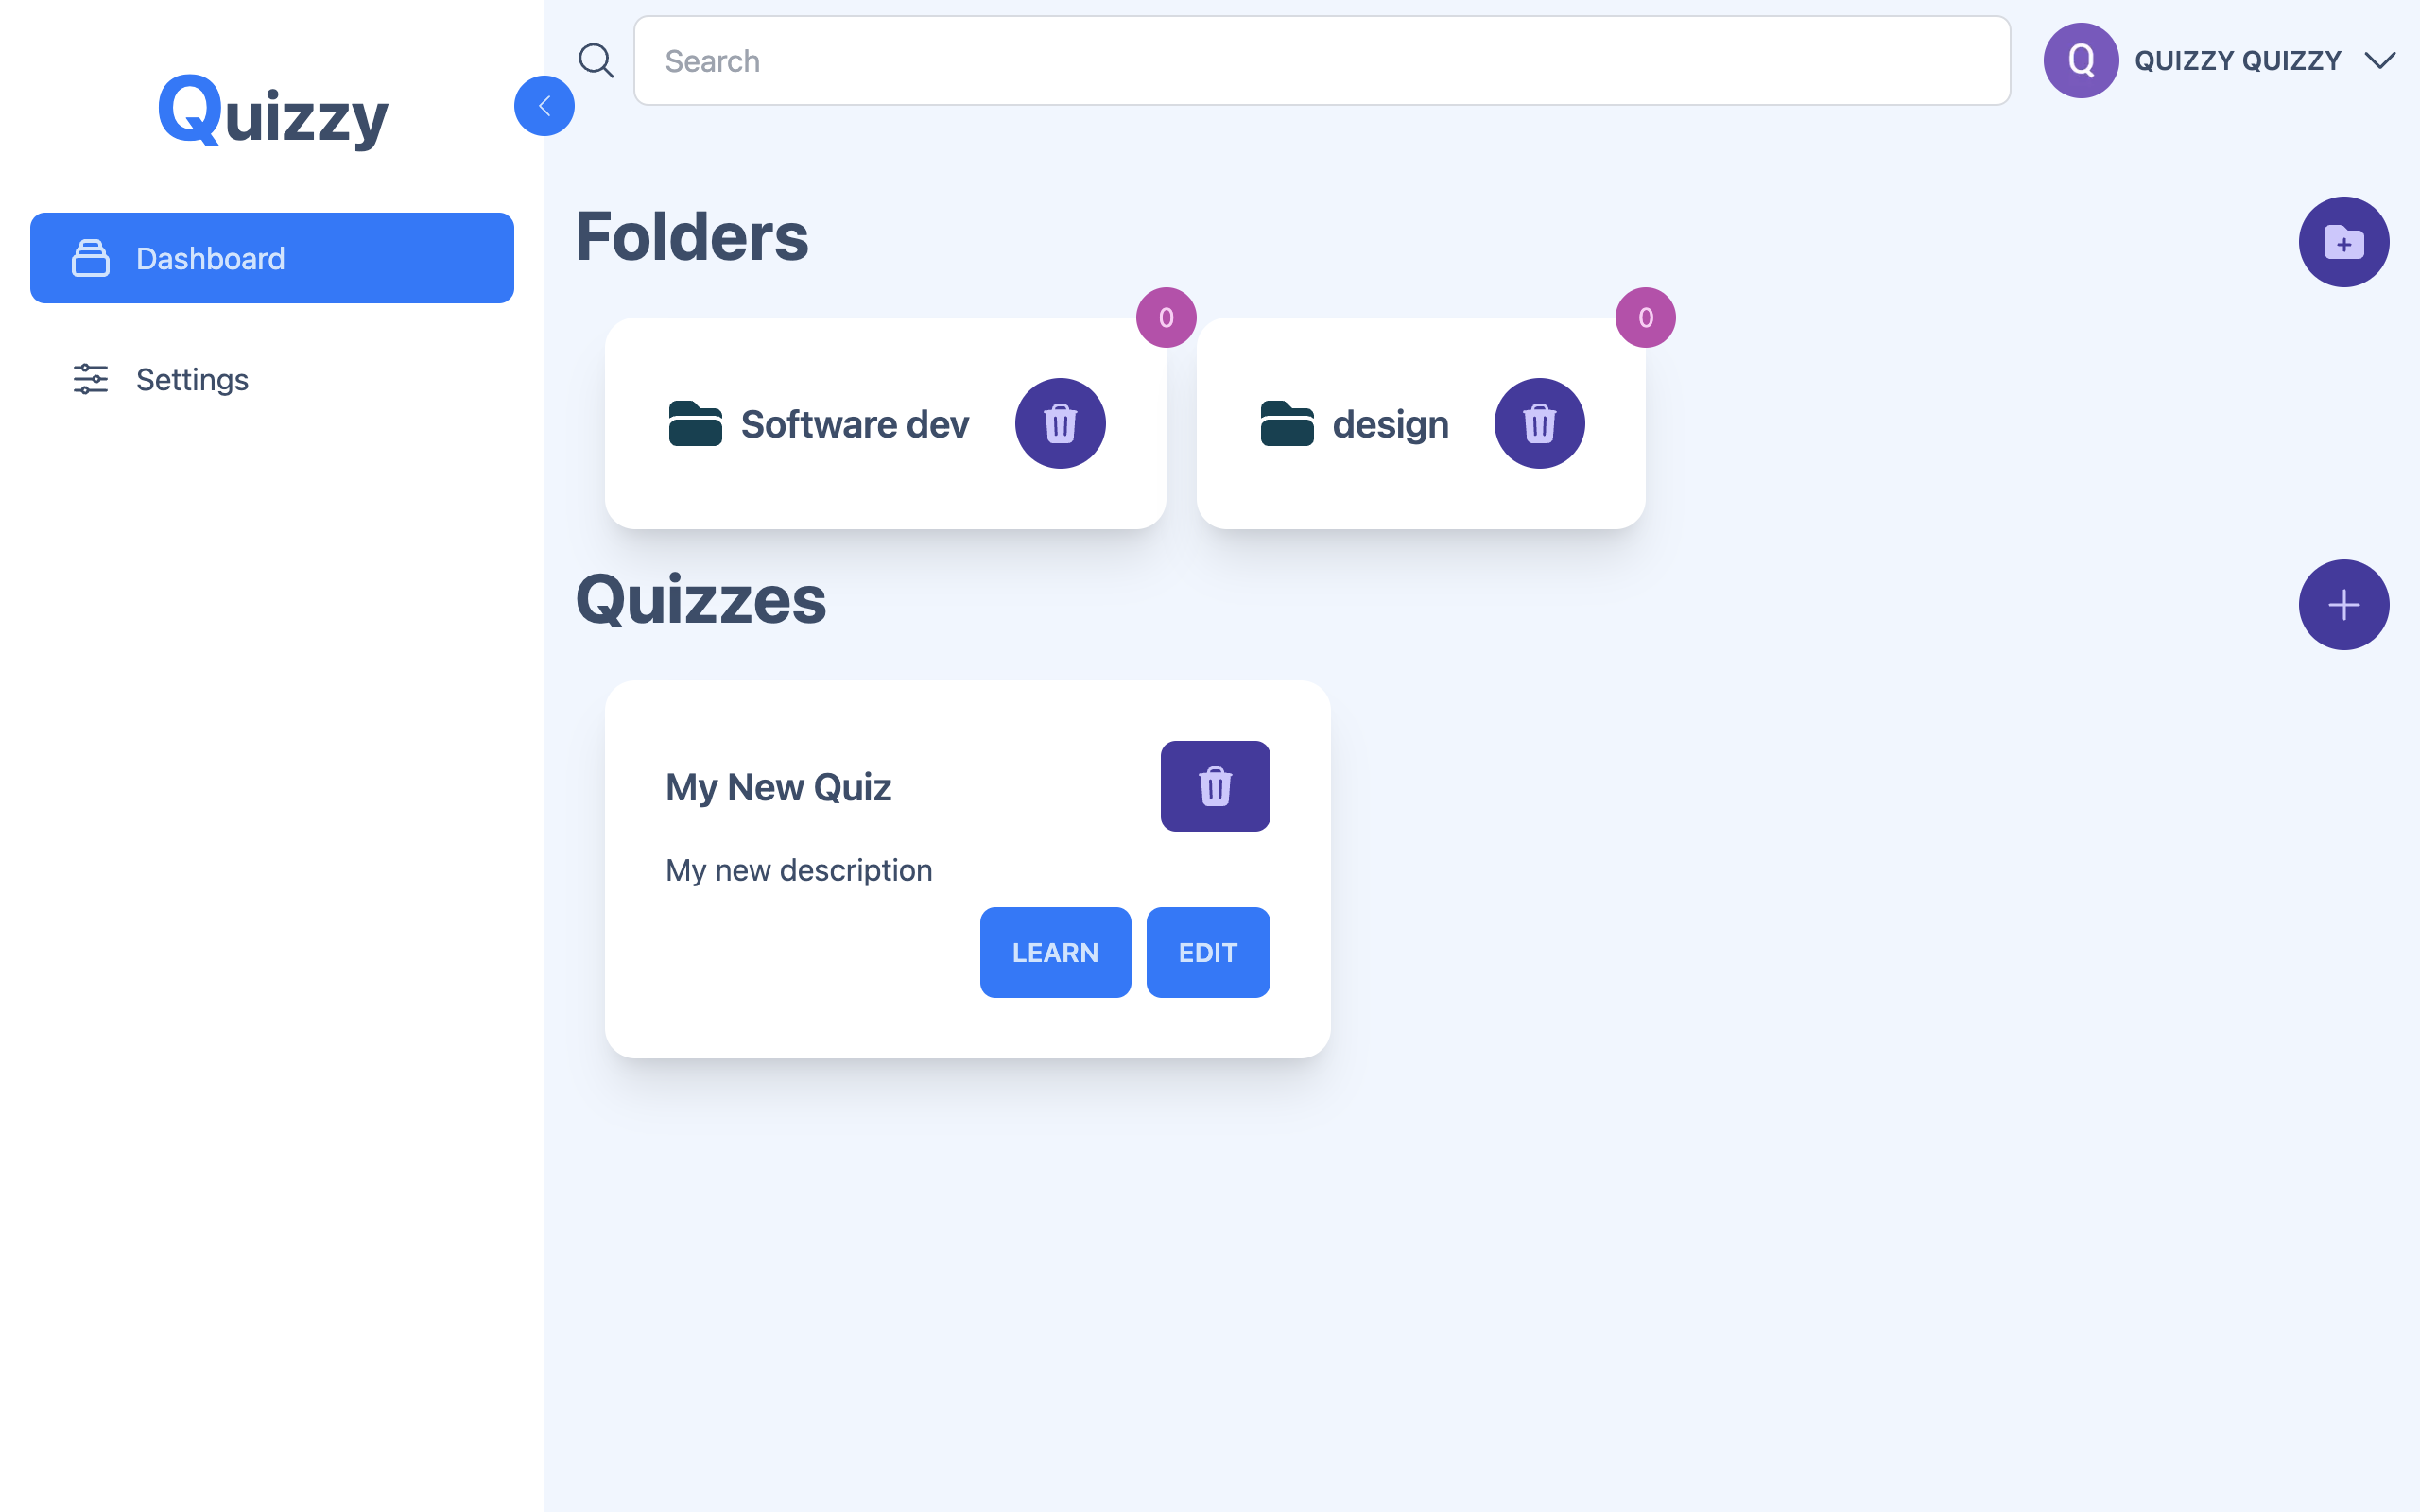 Quizzy
Search
Q
QUIZZY QUIZZY
Dashboard
Settings
Folders
0
0
Software dev
design
Quizzes
My New Quiz
My new description
LEARN
EDIT